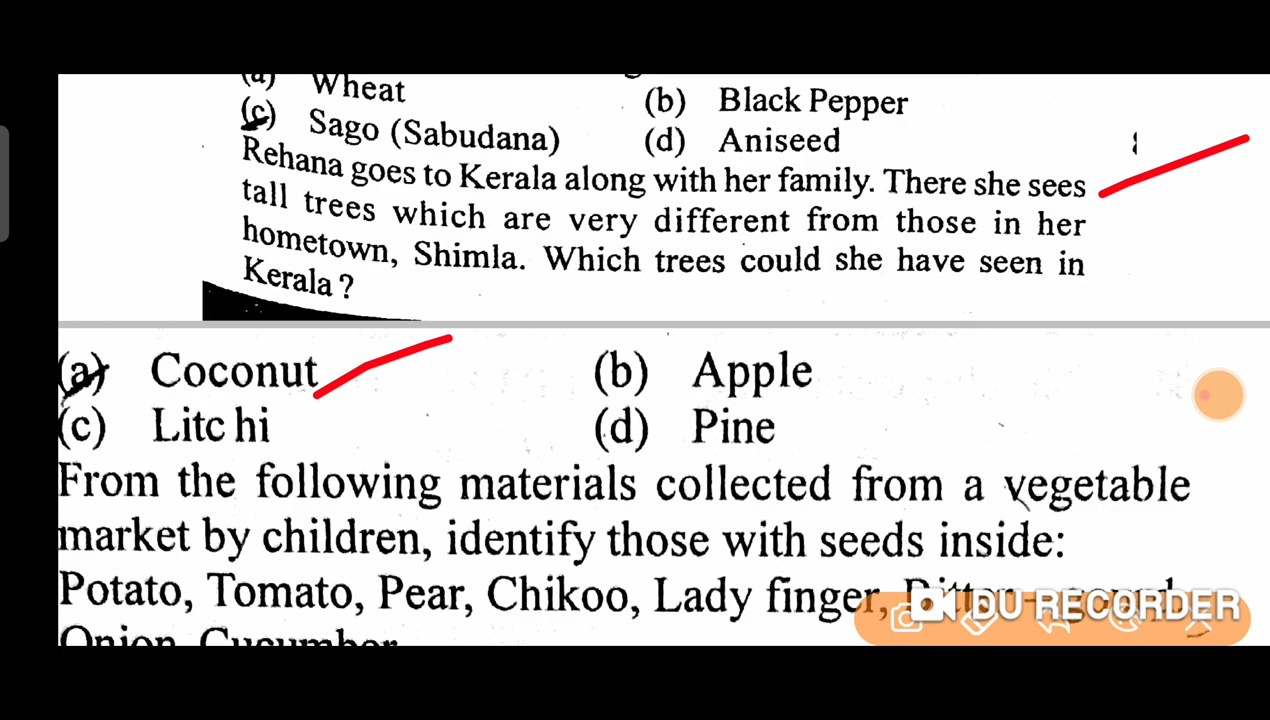 (a) Wheat (b) Black Pepper
(c) Sago (Sabudana) (d) Aniseed
Rehana goes to Kerala along with her family. There she sees
tall trees which are very different from those in her
hometown, Shimla. Which trees could she have seen in
Kerala ?
(a) Coconut (b) Apple
(c) Litc hi (d) Pine
From the following materials collected from a vegetable
market by children, identify those with seeds inside:
Potato, Tomato, Pear, Chikoo, Lady finger,
Onion, Cucumber
DU RECORDER